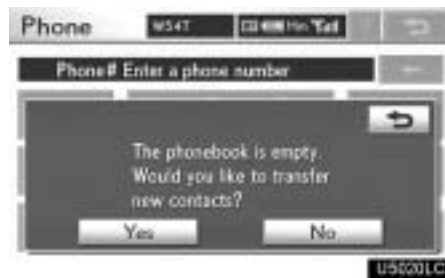 Phone W54T
Phone# Enter a phone number
The phonebook is empty.
Would you like to transfer
new contacts?
Yes No
U5020LC